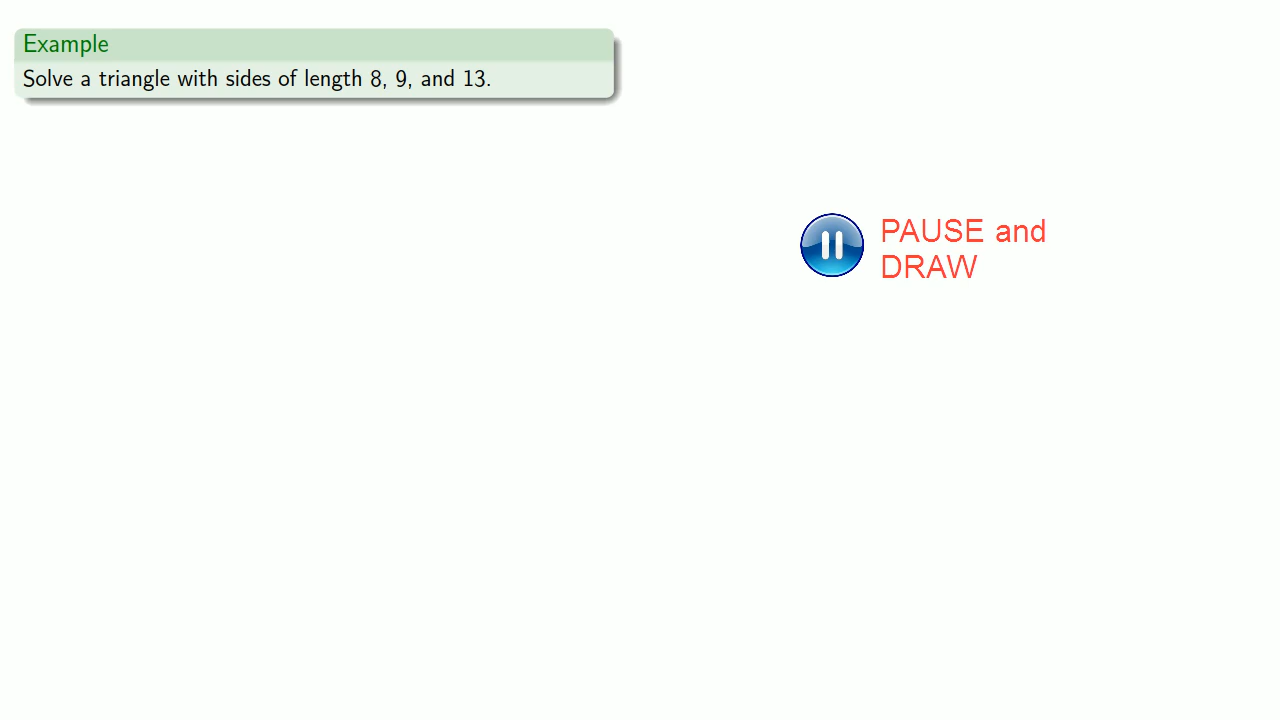 Example
Solve a triangle with sides of length 8, 9, and 13.
PAUSE and
DRAW